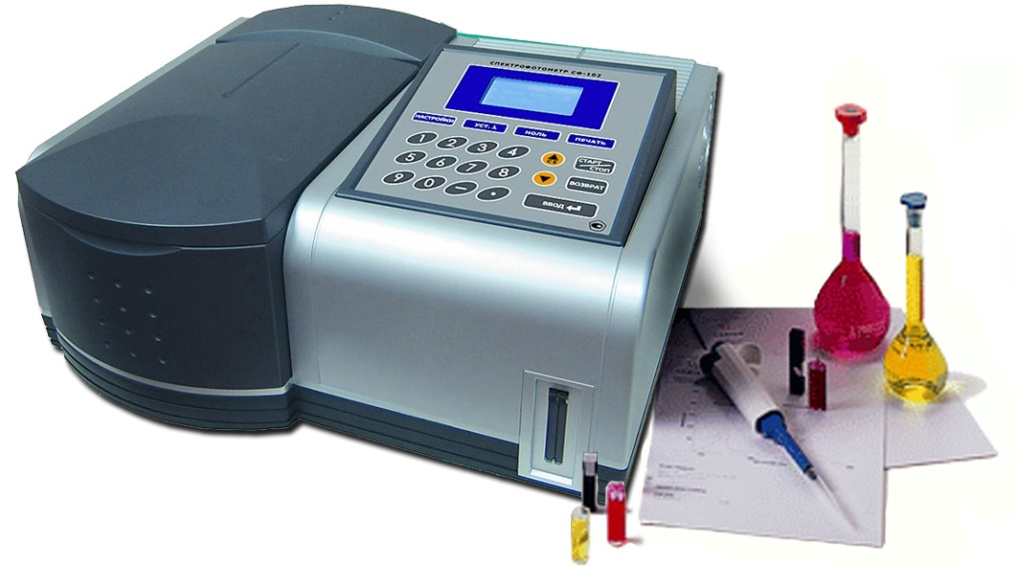 СПЕКТРОФОТОМЕТР СФ-102
НАСТРОЙКИ УСТ. λ НОЛЬ ПЕЧАТЬ
1 2 3 4 СТАРТ
СТОП
5 6 7 8 ВОЗВРАТ
9 0 — . ВВОД